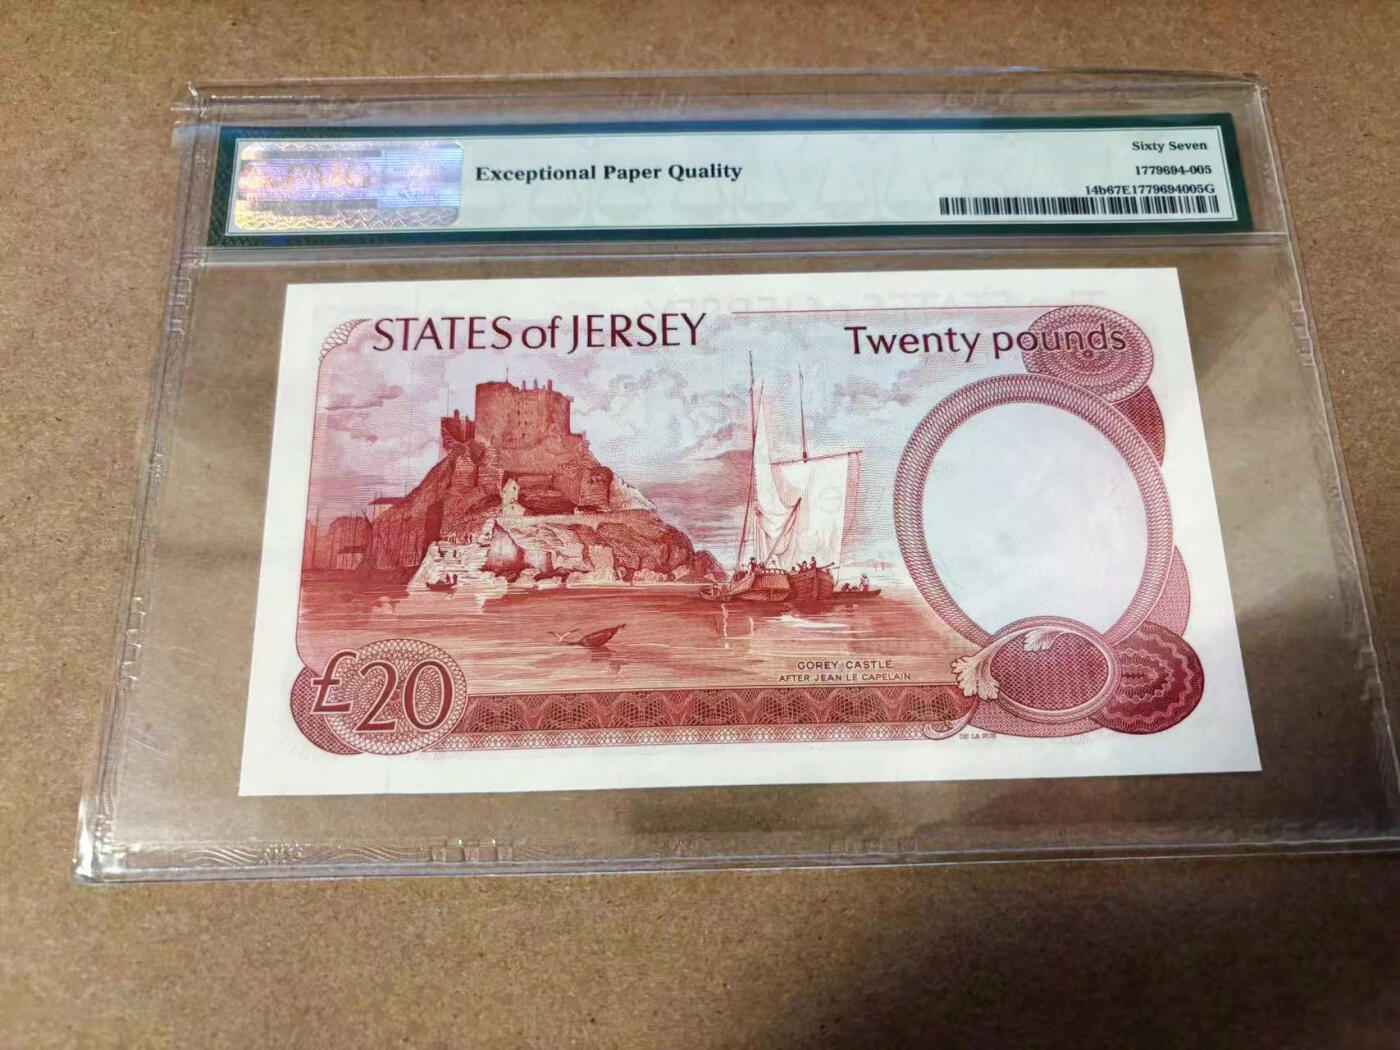 PMG
Exceptional Paper Quality
Sixty Seven
1779694-005
14b67E1779694005G
STATES of JERSEY
Twenty pounds
GOREY CASTLE
AFTER JEAN LE CAPELAIN
£20
DE LA RUE